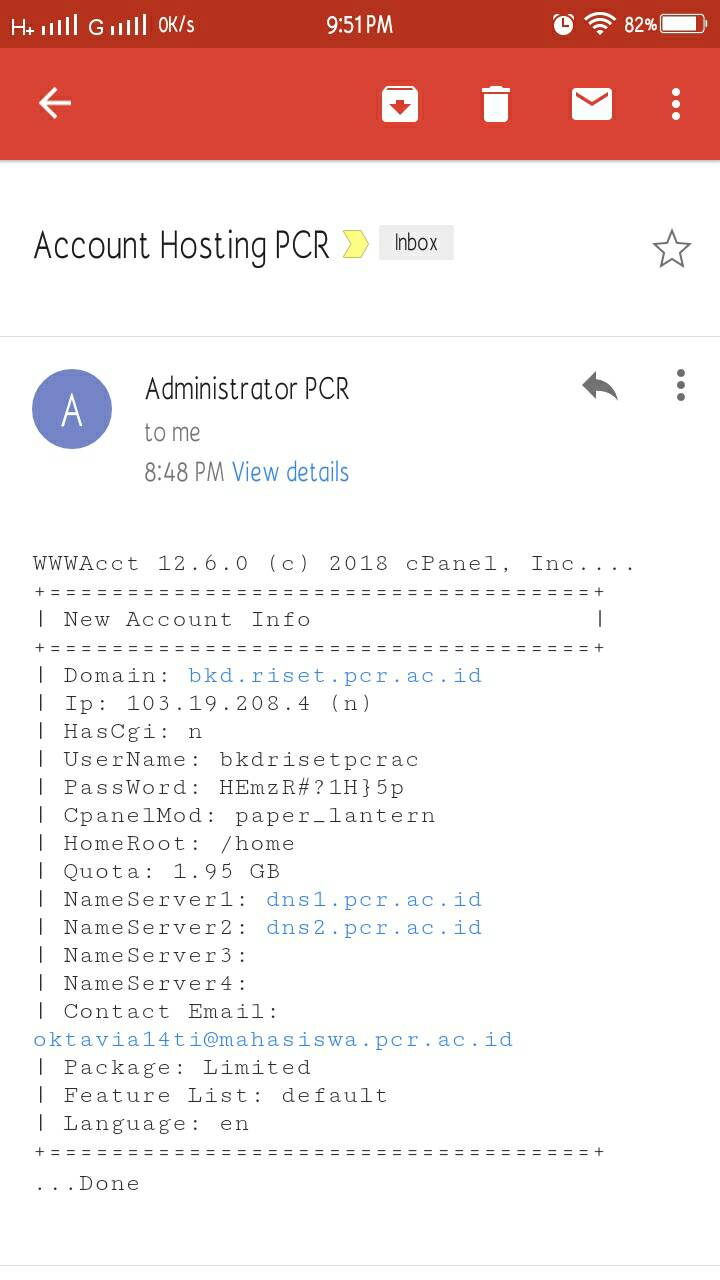 H+ G 0K/s 9:51 PM 82%
Account Hosting PCR Inbox
A
Administrator PCR
to me
8:48 PM View details
WWWAcct 12.6.0 (c) 2018 cPanel, Inc....
+===================================+
| New Account Info |
+===================================+
| Domain: bkd.riset.pcr.ac.id
| Ip: 103.19.208.4 (n)
| HasCgi: n
| UserName: bkdrisetpcrac
| PassWord: HEmzR#?1H}5p
| CpanelMod: paper_lantern
| HomeRoot: /home
| Quota: 1.95 GB
| NameServer1: dns1.pcr.ac.id
| NameServer2: dns2.pcr.ac.id
| NameServer3:
| NameServer4:
| Contact Email:
oktavia14ti@mahasiswa.pcr.ac.id
| Package: Limited
| Feature List: default
| Language: en
+===================================+
...Done